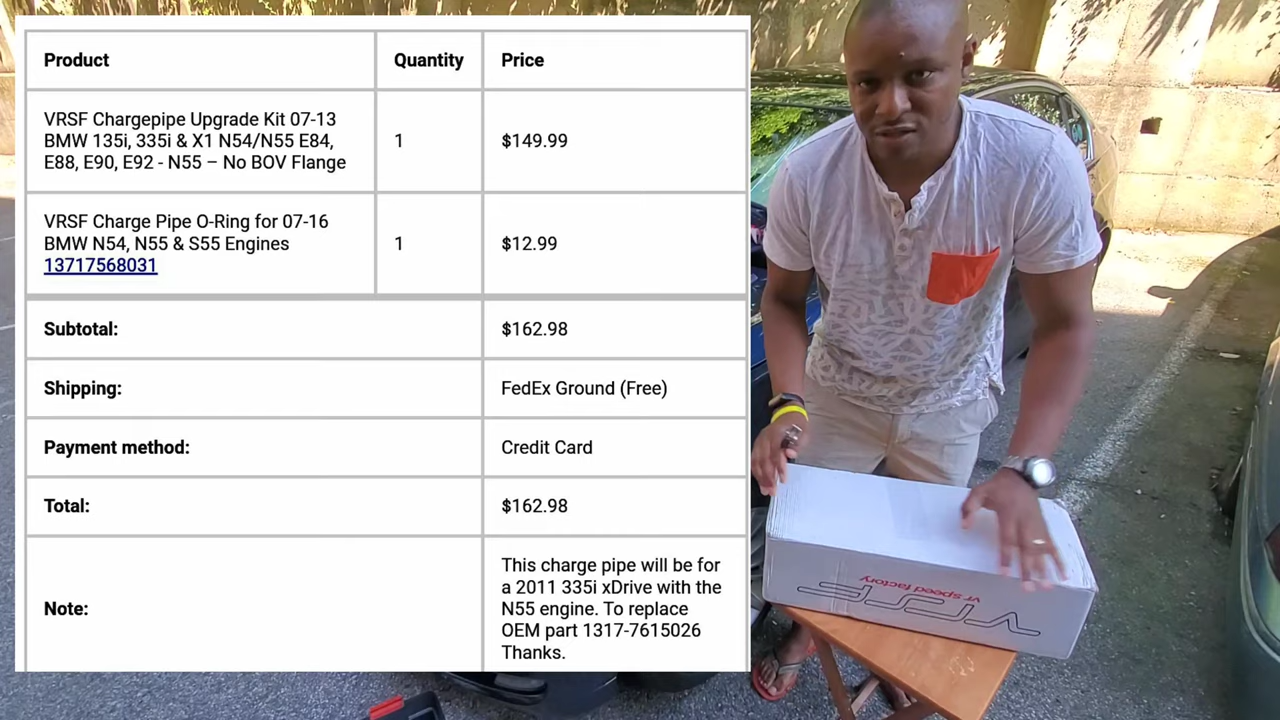 Product Quantity Price
VRSF Chargepipe Upgrade Kit 07-13
BMW 135i, 335i & X1 N54/N55 E84,
E88, E90, E92 - N55 – No BOV Flange
1
$149.99
VRSF Charge Pipe O-Ring for 07-16
BMW N54, N55 & S55 Engines
13717568031
1
$12.99
Subtotal: $162.98
Shipping: FedEx Ground (Free)
Payment method: Credit Card
Total: $162.98
Note:
This charge pipe will be for
a 2011 335i xDrive with the
N55 engine. To replace
OEM part 1317-7615026
Thanks.
vr speed factory
VRSF